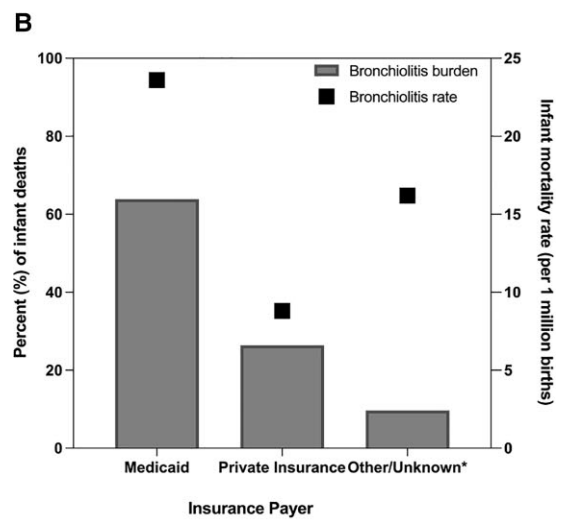 B
Bronchiolitis burden
Bronchiolitis rate
Percent (%) of infant deaths
100
80
60
40
20
0
25
20
15
10
5
0
Infant mortality rate (per 1 million births)
Medicaid
Private Insurance
Other/Unknown*
Insurance Payer